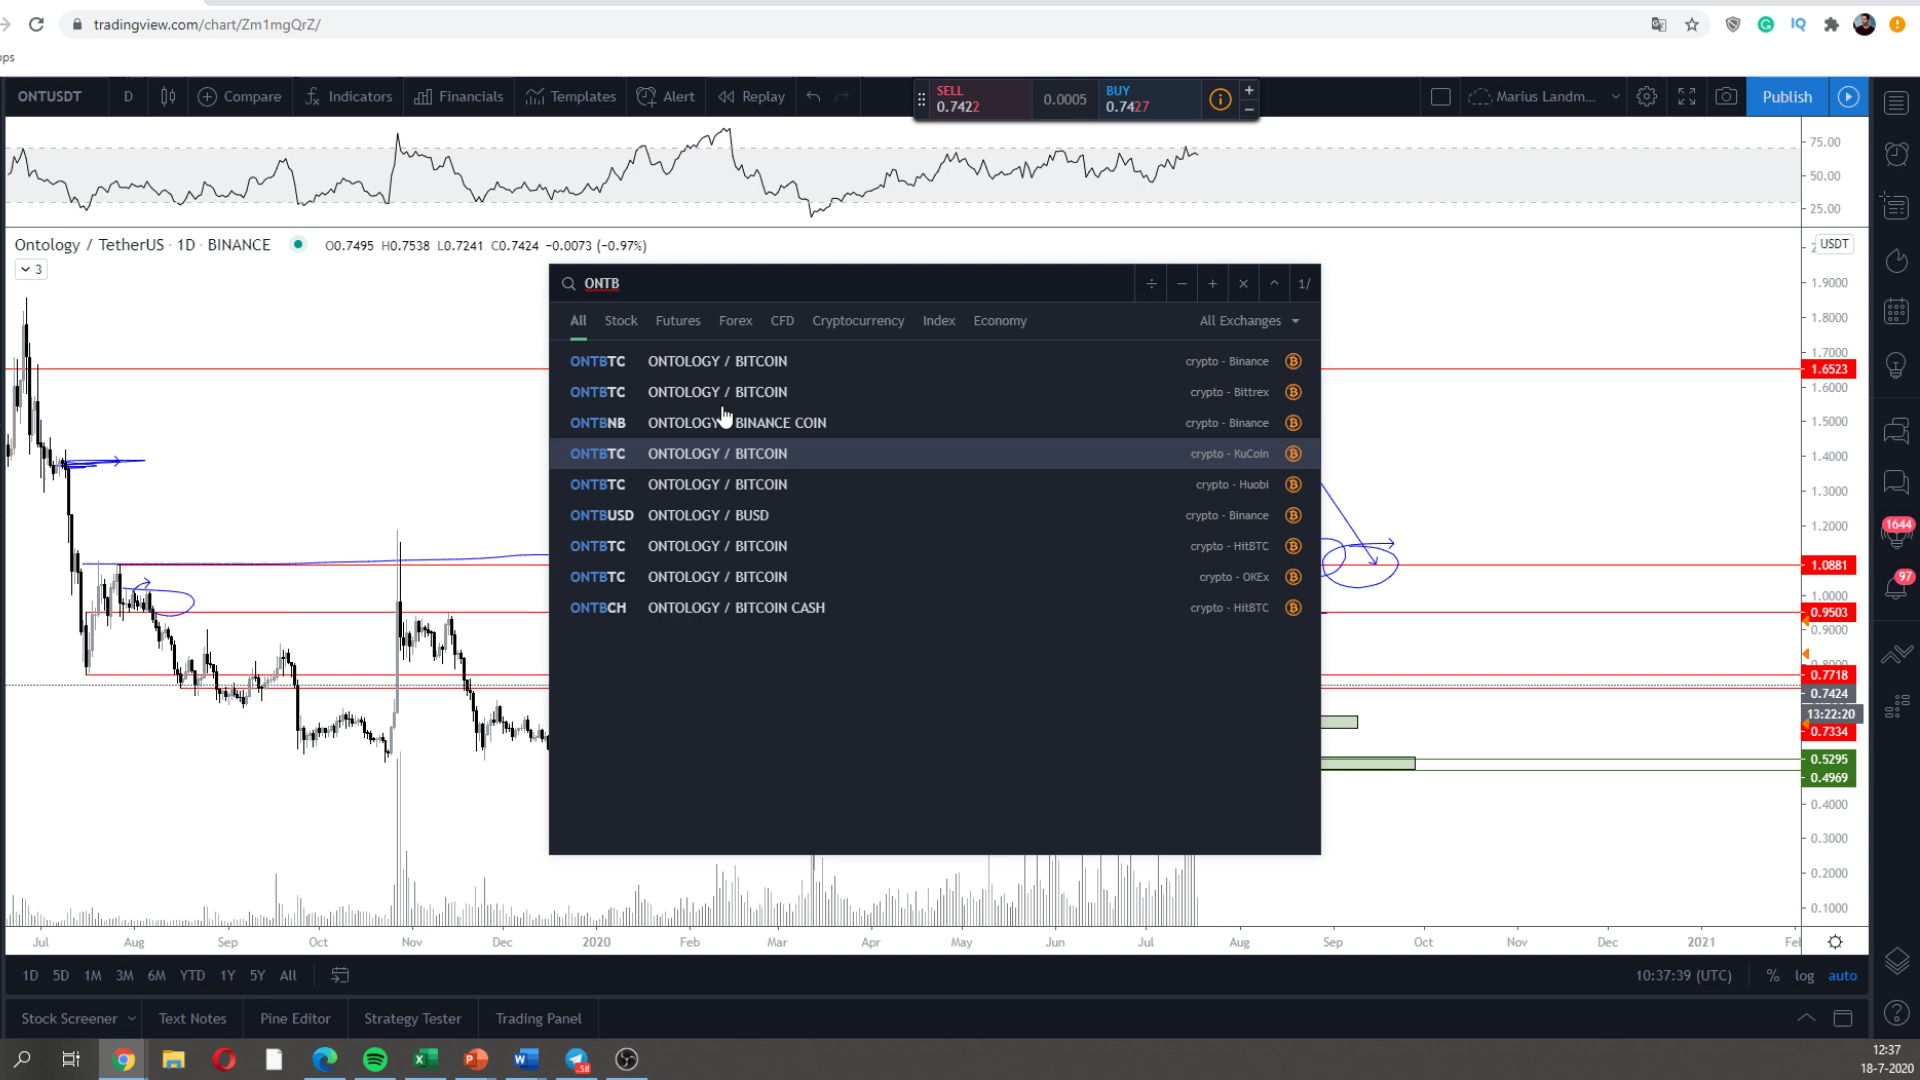 tradingview.com/chart/Zm1mgQrZ/
ps
ONTUSDT D Compare Indicators Financials Templates Alert Replay
SELL 0.7422 0.0005 BUY 0.7427
Marius Landm... Publish
75.00
50.00
25.00
Ontology / TetherUS · 1D · BINANCE O0.7495 H0.7538 L0.7241 C0.7424 −0.0073 (−0.97%)
USDT
3
ONTB ÷ − + × ^ 1/
All Stock Futures Forex CFD Cryptocurrency Index Economy All Exchanges
ONTBTC ONTOLOGY / BITCOIN crypto - Binance
ONTBTC ONTOLOGY / BITCOIN crypto - Bittrex
ONTBNB ONTOLOGY / BINANCE COIN crypto - Binance
ONTBTC ONTOLOGY / BITCOIN crypto - KuCoin
ONTBTC ONTOLOGY / BITCOIN crypto - Huobi
ONTBUSD ONTOLOGY / BUSD crypto - Binance
ONTBTC ONTOLOGY / BITCOIN crypto - HitBTC
ONTBTC ONTOLOGY / BITCOIN crypto - OKEx
ONTBCH ONTOLOGY / BITCOIN CASH crypto - HitBTC
1.9000
1.8000
1.7000
1.6523
1.6000
1.5000
1.4000
1.3000
1.2000
1.0881
1.0000
0.9503
0.9000
0.8000
0.7718
0.7424
13:22:20
0.7334
0.5295
0.4969
0.4000
0.3000
0.2000
0.1000
1644
97
Jul Aug Sep Oct Nov Dec 2020 Feb Mar Apr May Jun Jul Aug Sep Oct Nov Dec 2021 Fel
1D 5D 1M 3M 6M YTD 1Y 5Y All 10:37:39 (UTC) % log auto
Stock Screener Text Notes Pine Editor Strategy Tester Trading Panel
58
12:37
18-7-2020